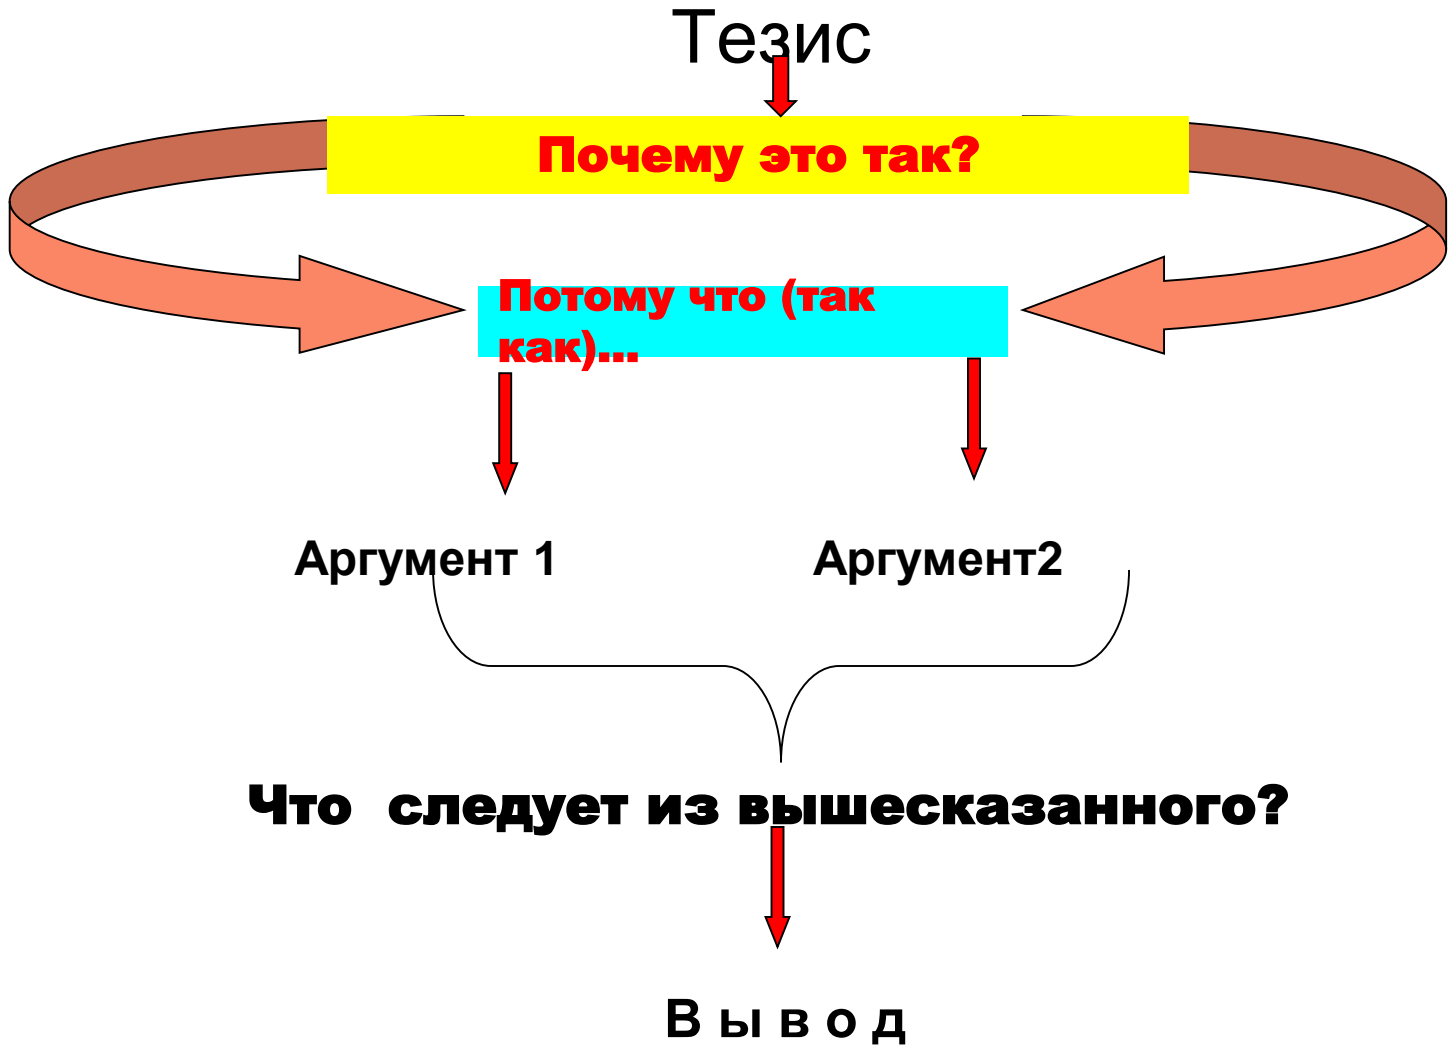 Тезис
Почему это так?
Потому что (так
как)...
Аргумент 1 Аргумент2
Что следует из вышесказанного?
В ы в о д